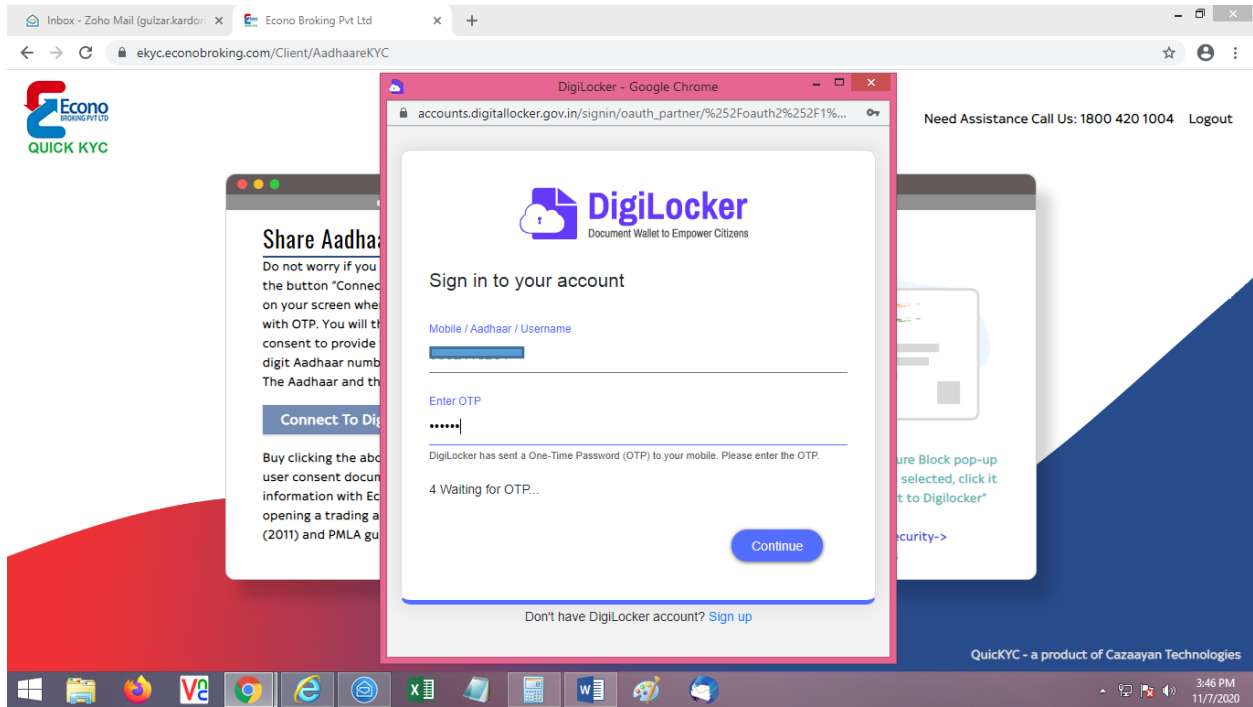 Inbox - Zoho Mail (gulzar.kardon
Econo Broking Pvt Ltd
ekyc.econobroking.com/Client/AadhaareKYC
Econo
BROKING PVT LTD
QUICK KYC
Need Assistance Call Us: 1800 420 1004 Logout
DigiLocker - Google Chrome
accounts.digitallocker.gov.in/signin/oauth_partner/%252Foauth2%252F1%...
DigiLocker
Document Wallet to Empower Citizens
Sign in to your account
Mobile / Aadhaar / Username
Enter OTP
••••••
DigiLocker has sent a One-Time Password (OTP) to your mobile. Please enter the OTP.
4 Waiting for OTP...
Continue
Don't have DigiLocker account? Sign up
Share Aadhaa
Do not worry if you
the button "Connec
on your screen whe
with OTP. You will th
consent to provide
digit Aadhaar numb
The Aadhaar and th
Connect To Dig
Buy clicking the abo
user consent docum
information with Ec
opening a trading a
(2011) and PMLA gu
ure Block pop-up
selected, click it
t to Digilocker"
ecurity->
QuicKYC - a product of Cazaayan Technologies
3:46 PM
11/7/2020